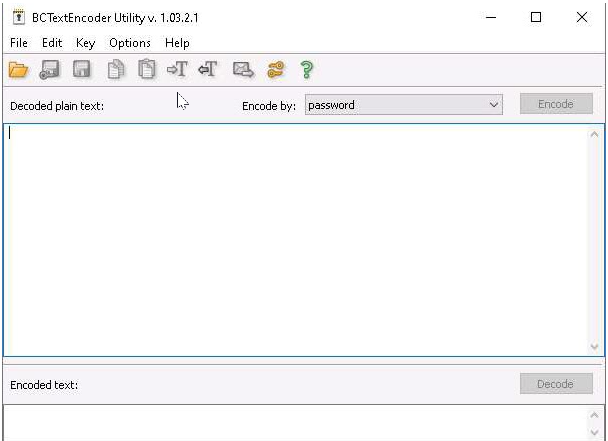 BCTextEncoder Utility v. 1.03.2.1
File Edit Key Options Help
Decoded plain text: Encode by: password Encode
Encoded text: Decode